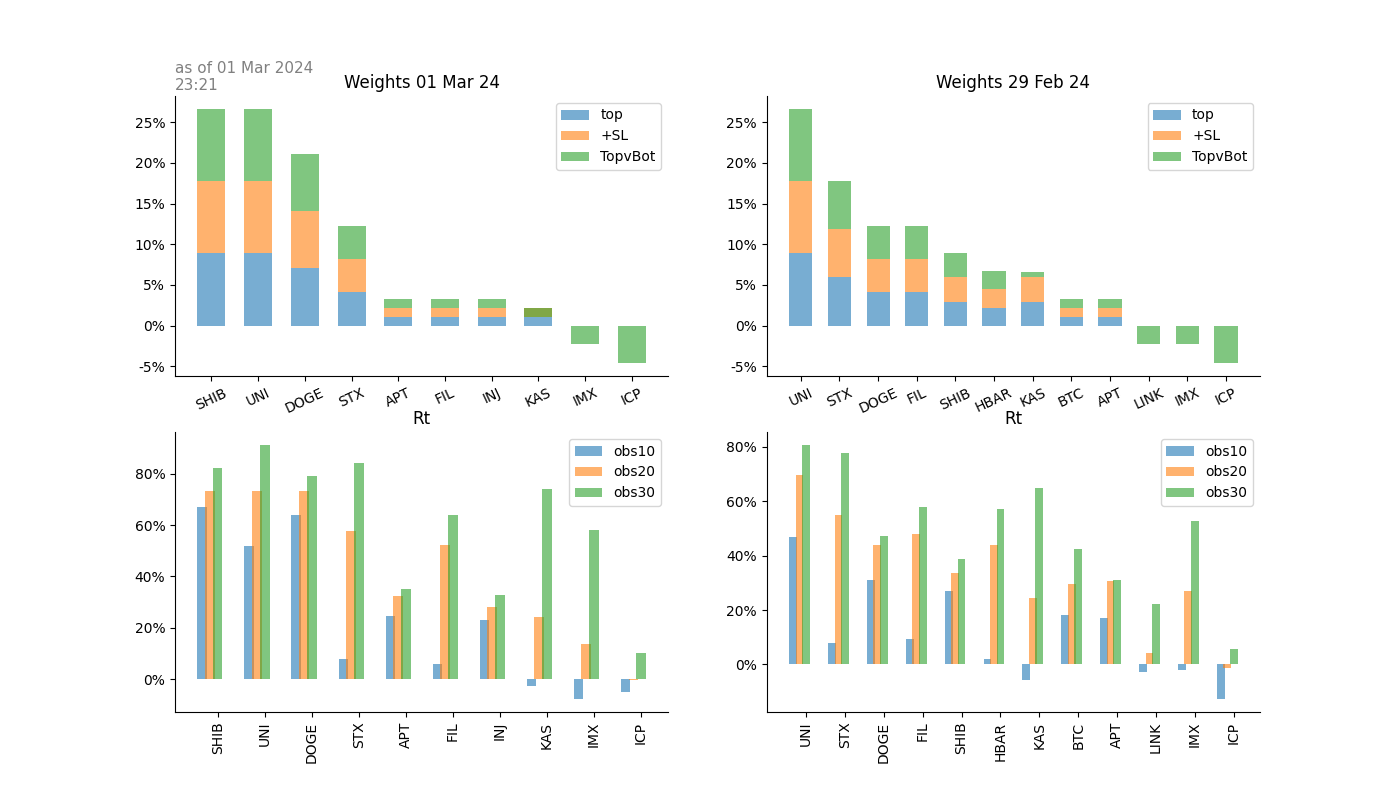 as of 01 Mar 2024
23:21
Weights 01 Mar 24
25%
20%
15%
10%
5%
0%
-5%
top
+SL
TopvBot
SHIB UNI DOGE STX APT FIL INJ KAS IMX ICP
Weights 29 Feb 24
25%
20%
15%
10%
5%
0%
-5%
top
+SL
TopvBot
UNI STX DOGE FIL SHIB HBAR KAS BTC APT LINK IMX ICP
Rt
80%
60%
40%
20%
0%
obs10
obs20
obs30
SHIB UNI DOGE STX APT FIL INJ KAS IMX ICP
Rt
80%
60%
40%
20%
0%
obs10
obs20
obs30
UNI STX DOGE FIL SHIB HBAR KAS BTC APT LINK IMX ICP